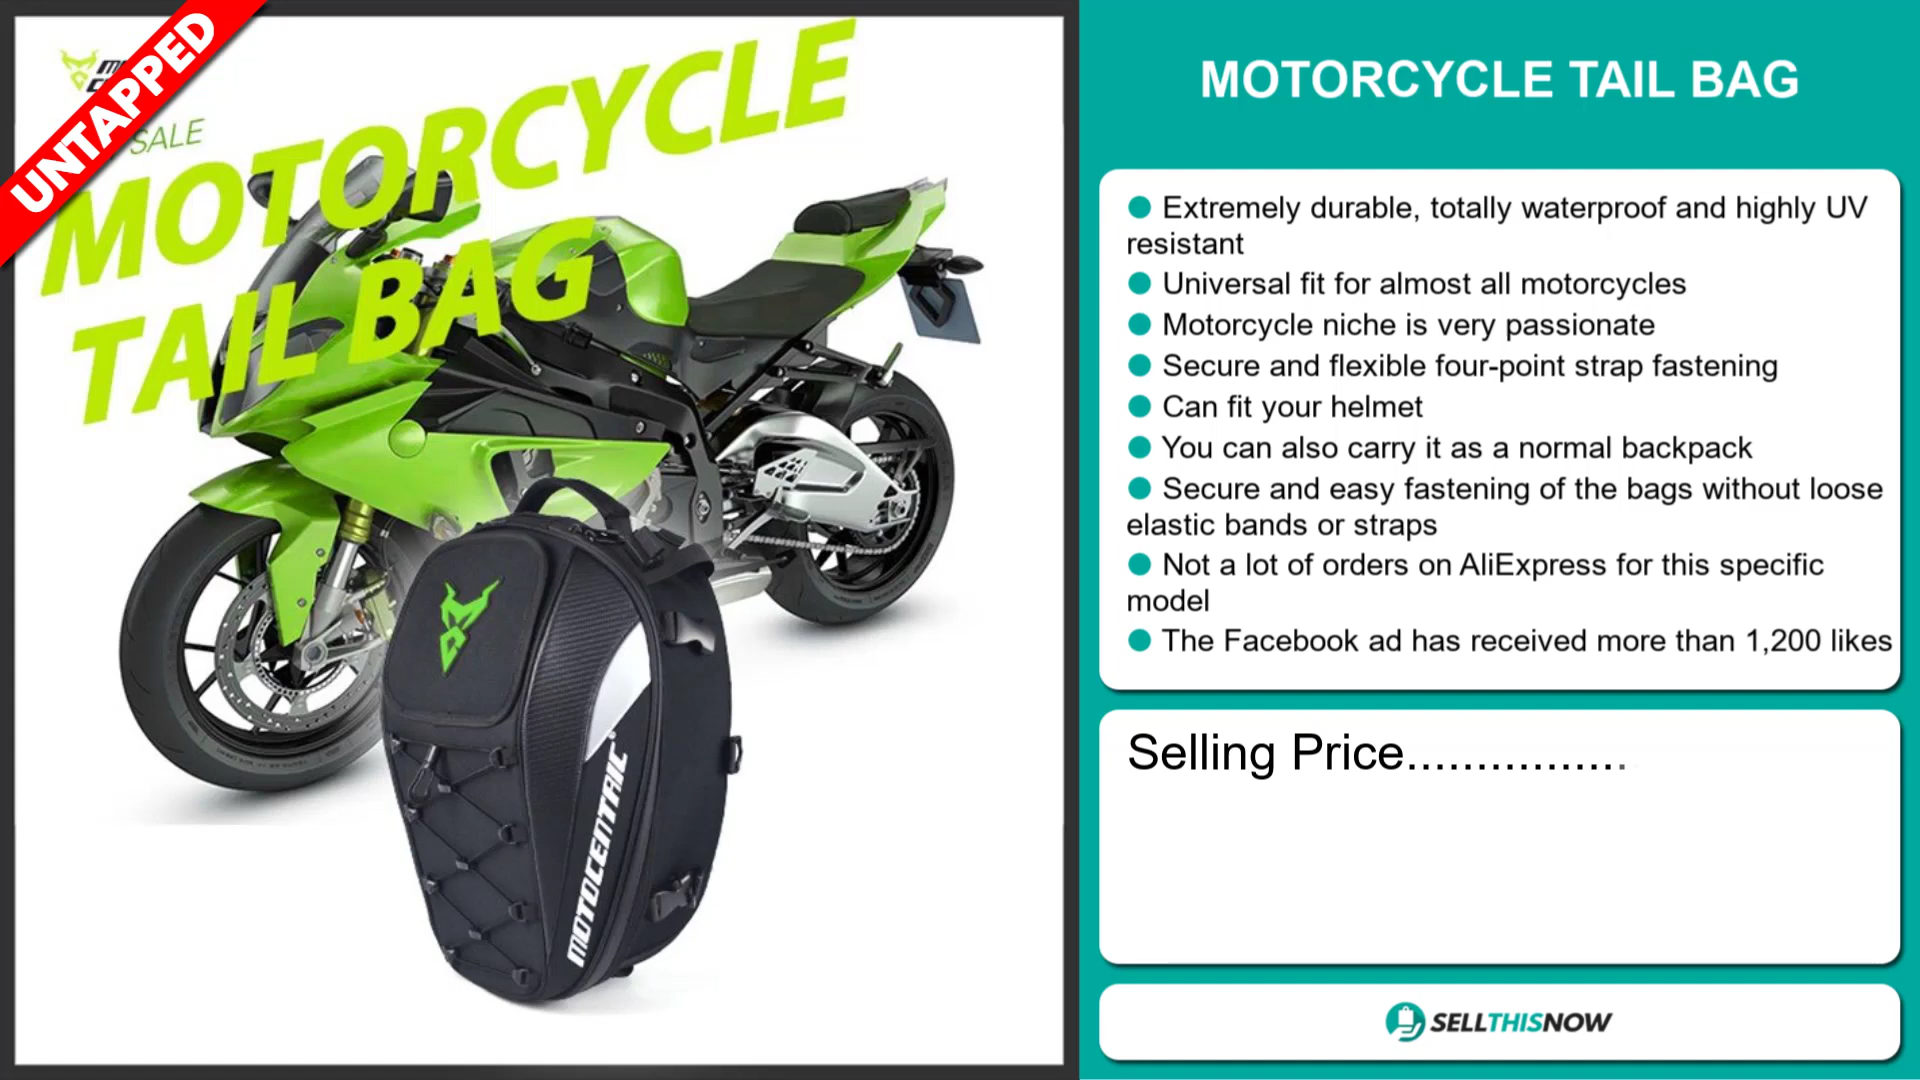 UNTAPPED
SALE
MOTORCYCLE
TAIL BAG
MOTOCENTRIC
MOTORCYCLE TAIL BAG
● Extremely durable, totally waterproof and highly UV
resistant
● Universal fit for almost all motorcycles
● Motorcycle niche is very passionate
● Secure and flexible four-point strap fastening
● Can fit your helmet
● You can also carry it as a normal backpack
● Secure and easy fastening of the bags without loose
elastic bands or straps
● Not a lot of orders on AliExpress for this specific
model
● The Facebook ad has received more than 1,200 likes
Selling Price................
SELLTHISNOW